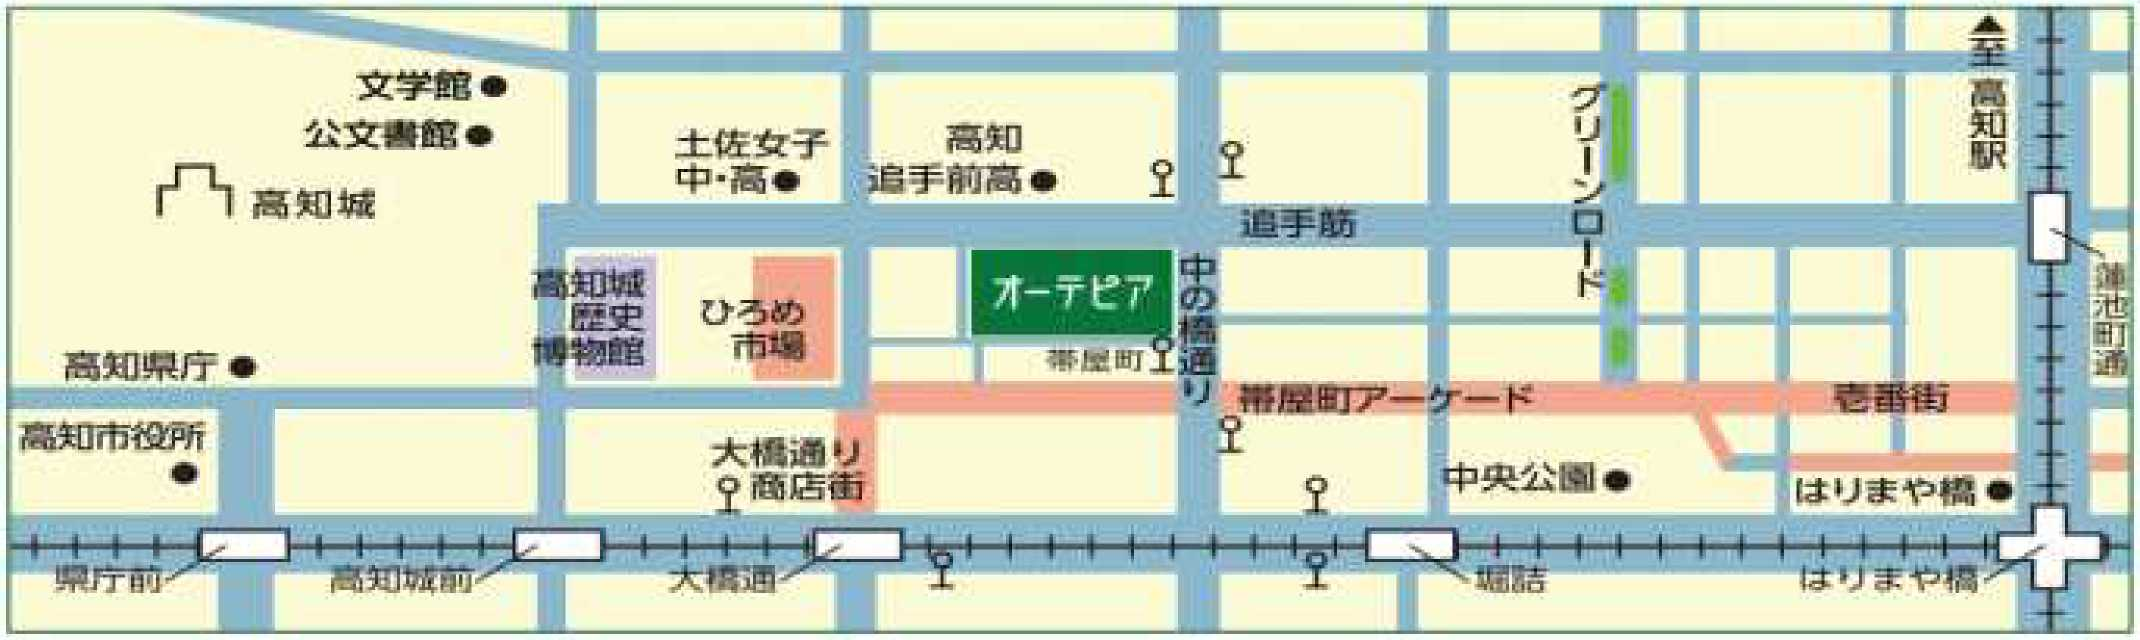 文学館
公文書館
高知城
土佐女子
中・高
高知
追手前高
追手筋
グリーンロード
至 高知駅
高知城
歴史
博物館
ひろめ
市場
オーテピア
中の橋通り
帯屋町
蓮池町通
高知県庁
高知市役所
帯屋町アーケード
壱番街
大橋通り
商店街
中央公園
はりまや橋
県庁前
高知城前
大橋通
堀詰
はりまや橋